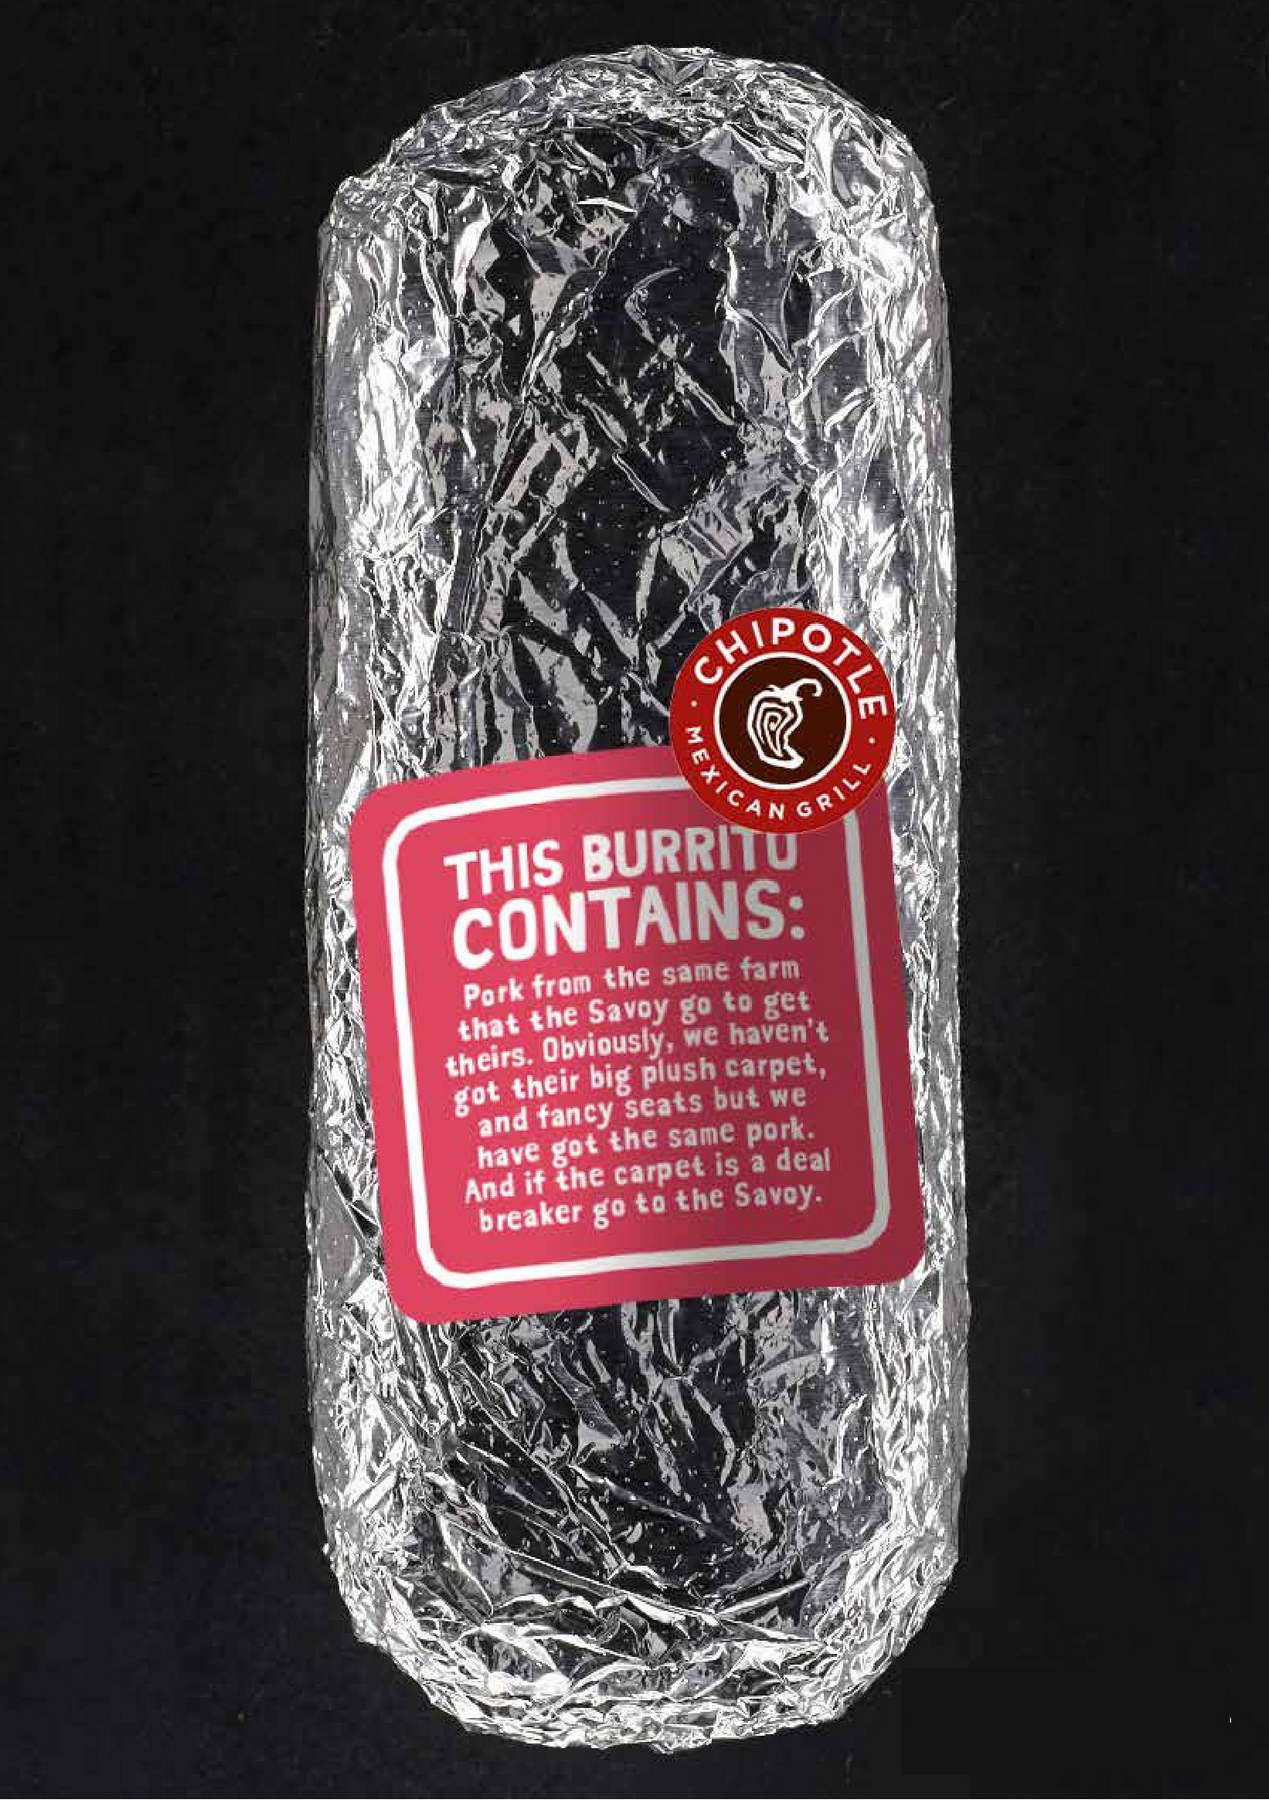 CHIPOTLE
MEXICAN GRILL
THIS BURRITO
CONTAINS:
Pork from the same farm
that the Savoy go to get
theirs. Obviously, we haven't
got their big plush carpet,
and fancy seats but we
have got the same pork.
And if the carpet is a deal
breaker go to the Savoy.